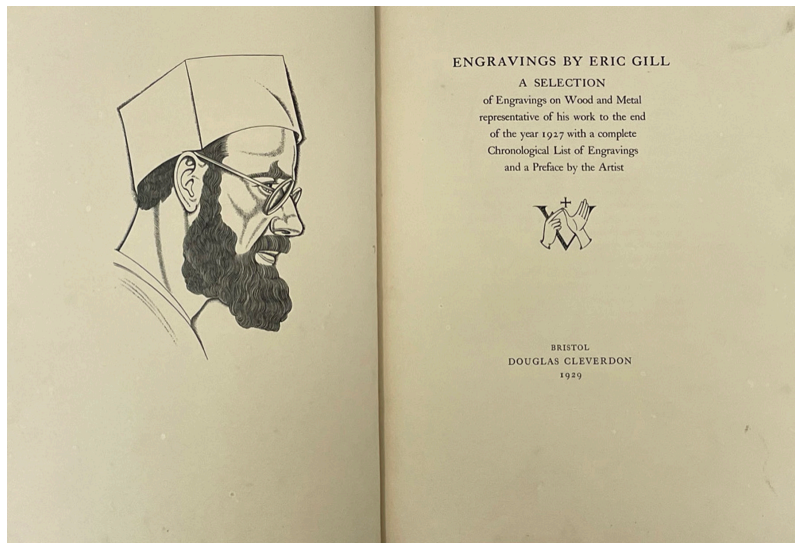 ENGRAVINGS BY ERIC GILL
A SELECTION
of Engravings on Wood and Metal
representative of his work to the end
of the year 1927 with a complete
Chronological List of Engravings
and a Preface by the Artist
W
BRISTOL
DOUGLAS CLEVERDON
1929